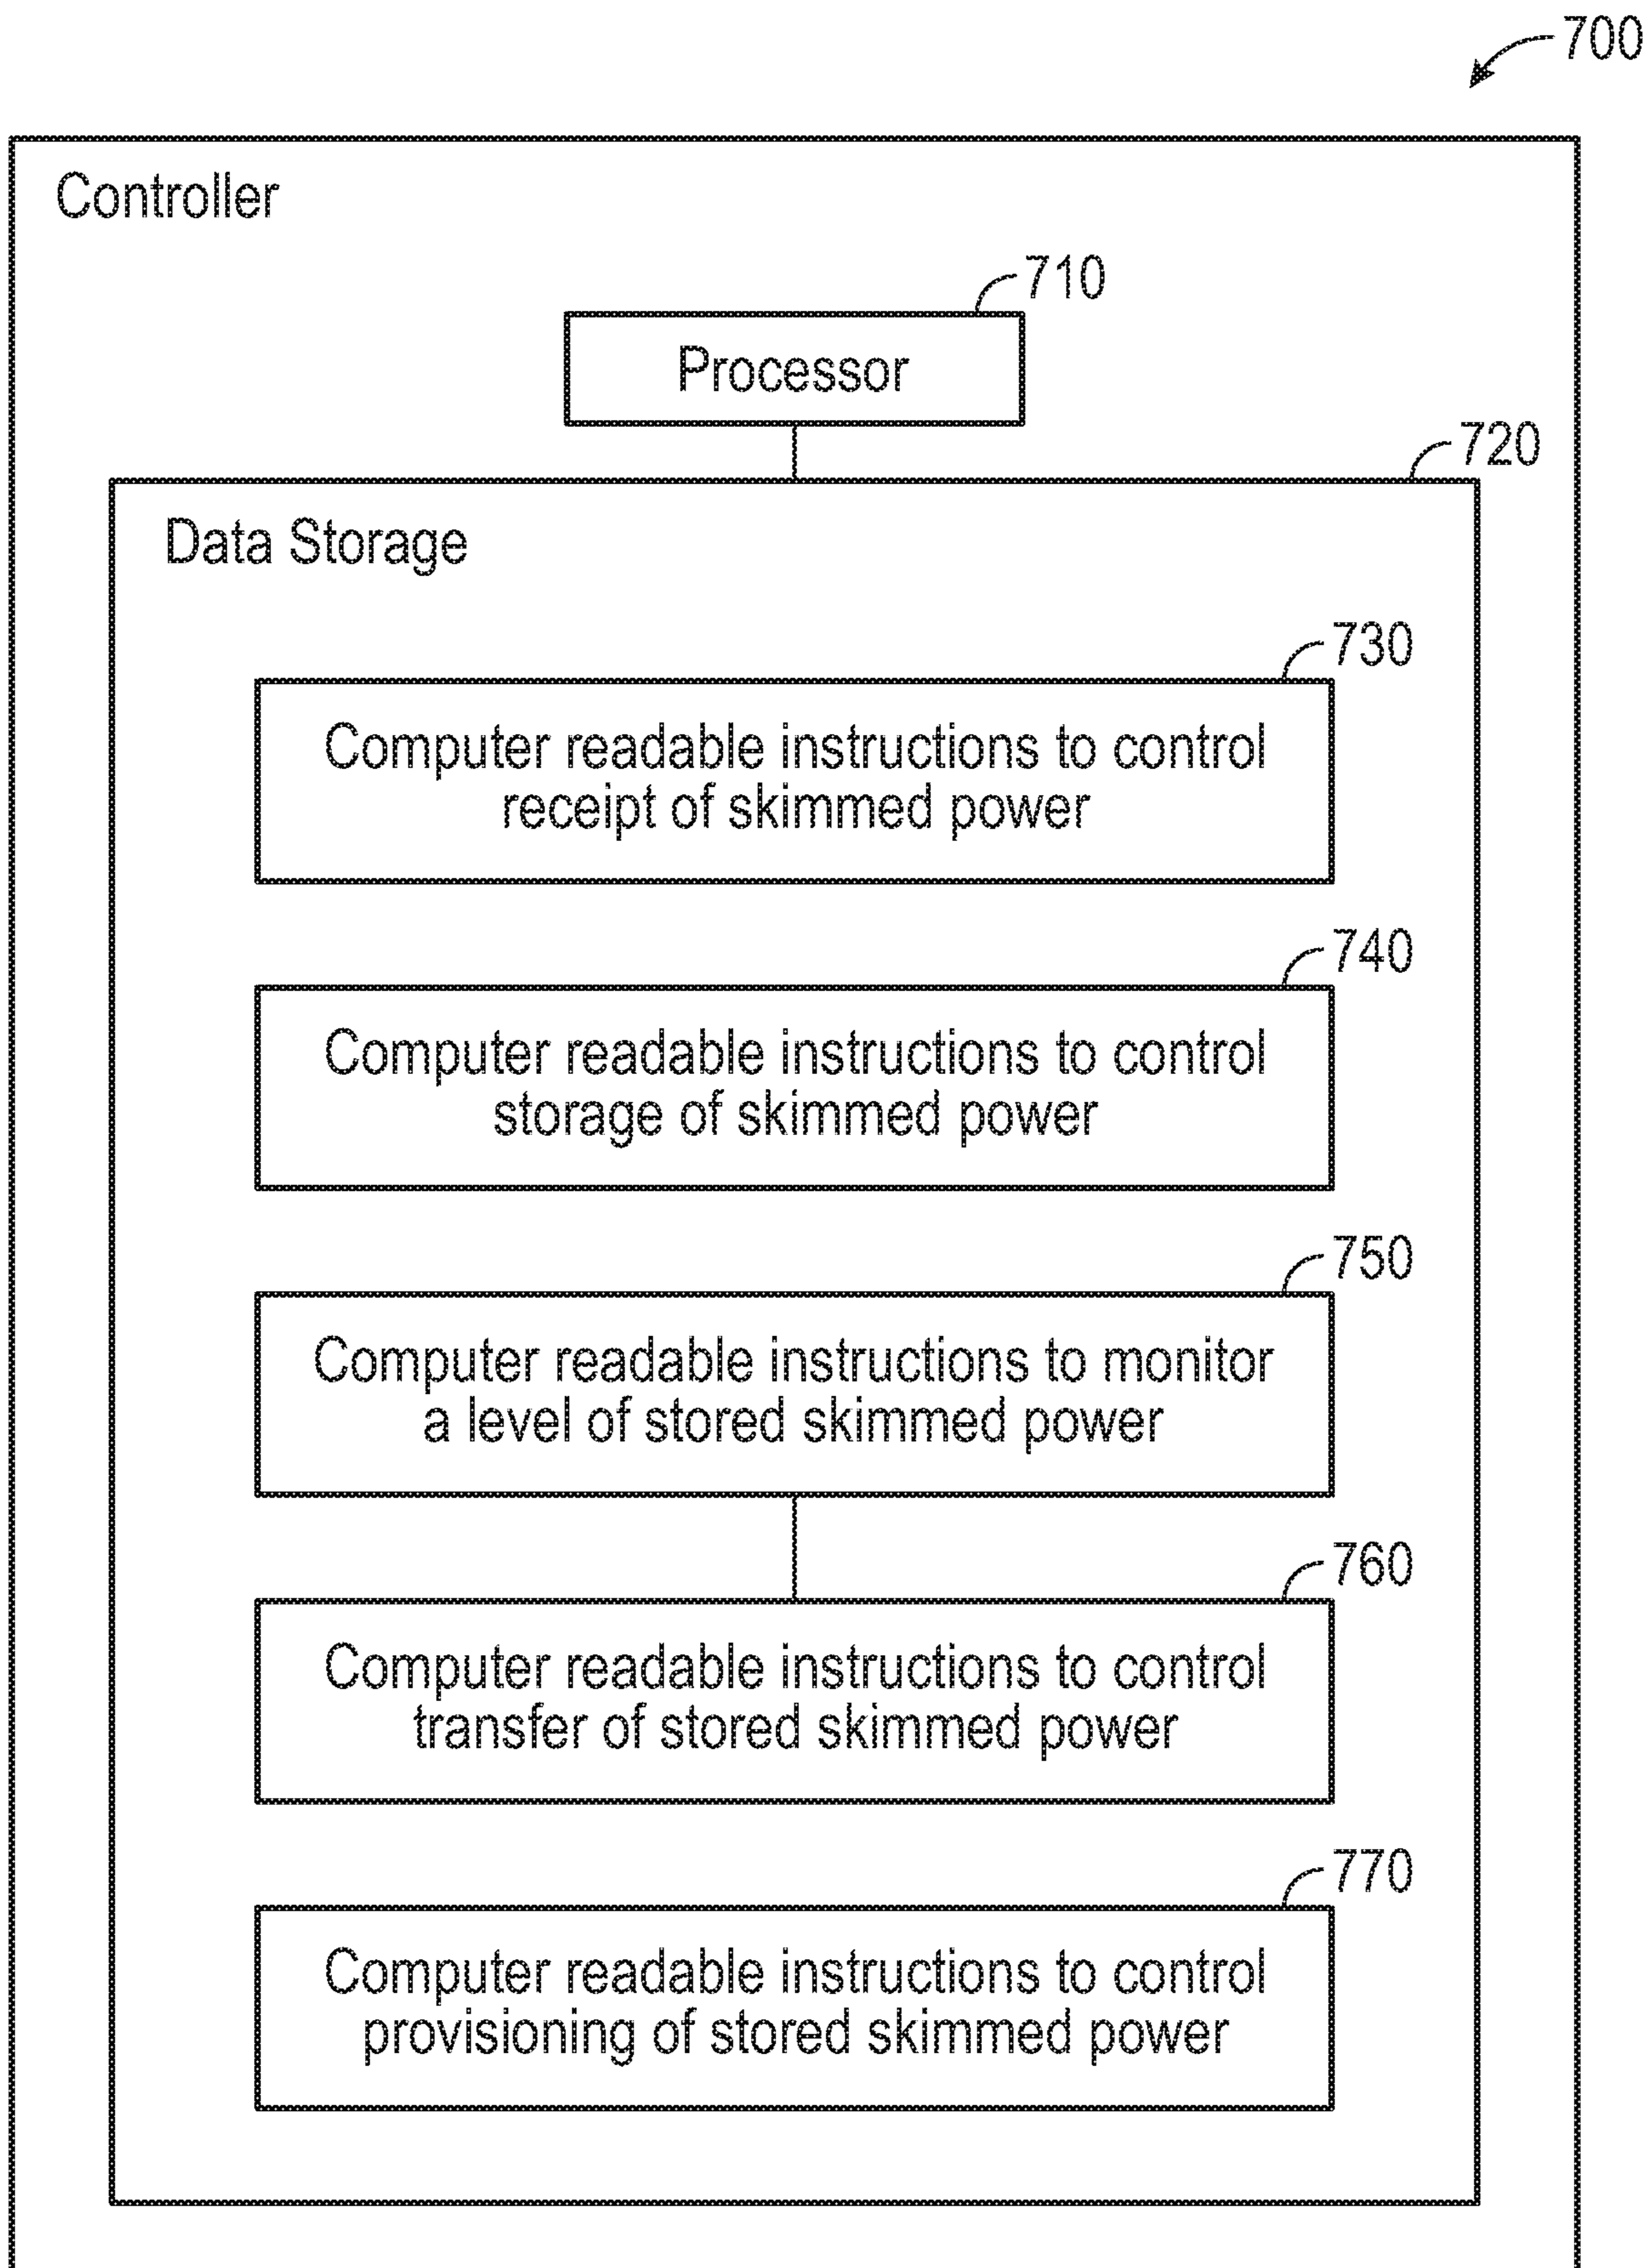 700
Controller
710
Processor
720
Data Storage
730
Computer readable instructions to control
receipt of skimmed power
740
Computer readable instructions to control
storage of skimmed power
750
Computer readable instructions to monitor
a level of stored skimmed power
760
Computer readable instructions to control
transfer of stored skimmed power
770
Computer readable instructions to control
provisioning of stored skimmed power